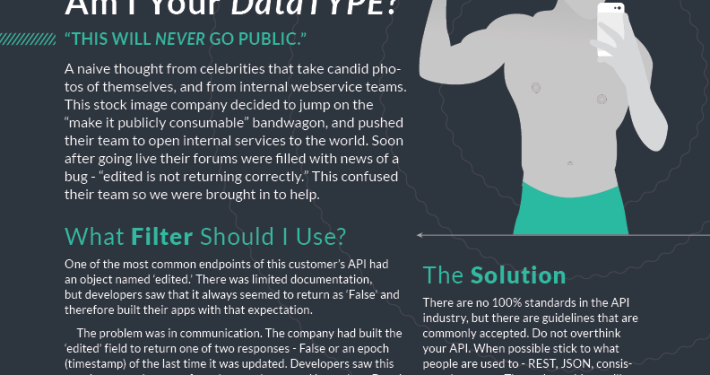 Am I Your DataTYPE?
“THIS WILL NEVER GO PUBLIC.”
A naive thought from celebrities that take candid pho-
tos of themselves, and from internal webservice teams.
This stock image company decided to jump on the
“make it publicly consumable” bandwagon, and pushed
their team to open internal services to the world. Soon
after going live their forums were filled with news of a
bug - “edited is not returning correctly.” This confused
their team so we were brought in to help.
What Filter Should I Use?
One of the most common endpoints of this customer’s API had
an object named ‘edited.’ There was limited documentation,
but developers saw that it always seemed to return as ‘False’ and
therefore built their apps with that expectation.
The problem was in communication. The company had built the
‘edited’ field to return one of two responses - False or an epoch
(timestamp) of the last time it was updated. Developers saw this
The Solution
There are no 100% standards in the API
industry, but there are guidelines that are
commonly accepted. Do not overthink
your API. When possible stick to what
people are used to - REST, JSON, consis-